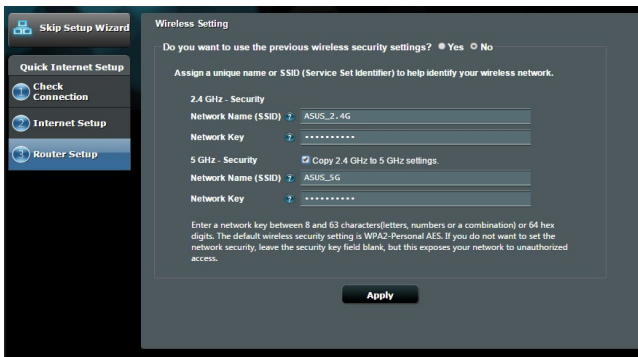 Skip Setup Wizard
Quick Internet Setup
1 Check
Connection
2 Internet Setup
3 Router Setup
Wireless Setting
Do you want to use the previous wireless security settings? Yes No
Assign a unique name or SSID (Service Set Identifier) to help identify your wireless network.
2.4 GHz - Security
Network Name (SSID) ? ASUS_2.4G
Network Key ? ••••••••••
5 GHz - Security Copy 2.4 GHz to 5 GHz settings.
Network Name (SSID) ? ASUS_5G
Network Key ? ••••••••••
Enter a network key between 8 and 63 characters(letters, numbers or a combination) or 64 hex
digits. The default wireless security setting is WPA2-Personal AES. If you do not want to set the
network security, leave the security key field blank, but this exposes your network to unauthorized
access.
Apply